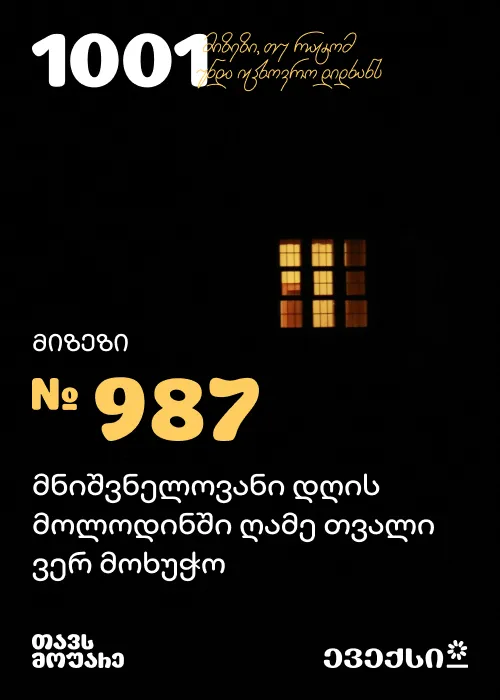 1001 მიზეზი, თუ რატომ
უნდა იცხოვრო დიდხანს
მიზეზი
№ 987
მნიშვნელოვანი დღის
მოლოდინში ღამე თვალი
ვერ მოხუჭო
თავს
მოუარე
ევექსი